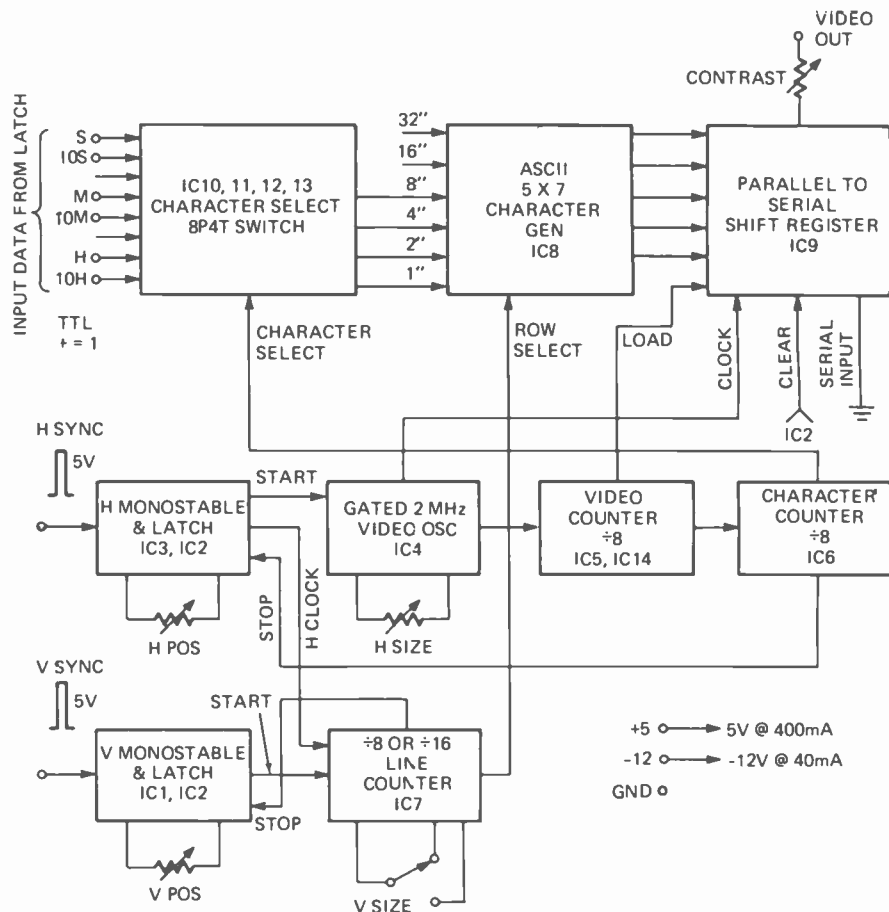 VIDEO
OUT
CONTRAST
INPUT DATA FROM LATCH
S
10S
M
10M
H
10H
TTL
+ = 1
IC10, 11, 12, 13
CHARACTER SELECT
8P4T SWITCH
32"
16"
8"
4"
2"
1"
ASCII
5 X 7
CHARACTER
GEN
IC8
PARALLEL TO
SERIAL
SHIFT REGISTER
IC9
CHARACTER
SELECT
ROW
SELECT
LOAD
CLOCK
CLEAR
SERIAL
INPUT
IC2
H SYNC
5V
H MONOSTABLE
& LATCH
IC3, IC2
START
STOP
H CLOCK
H POS
GATED 2 MHz
VIDEO OSC
IC4
H SIZE
VIDEO
COUNTER
÷8
IC5, IC14
CHARACTER
COUNTER
÷8
IC6
V SYNC
5V
V MONOSTABLE
& LATCH
IC1, IC2
START
STOP
V POS
÷8 OR ÷16
LINE
COUNTER
IC7
V SIZE
+5 5V @ 400mA
-12 -12V @ 40mA
GND